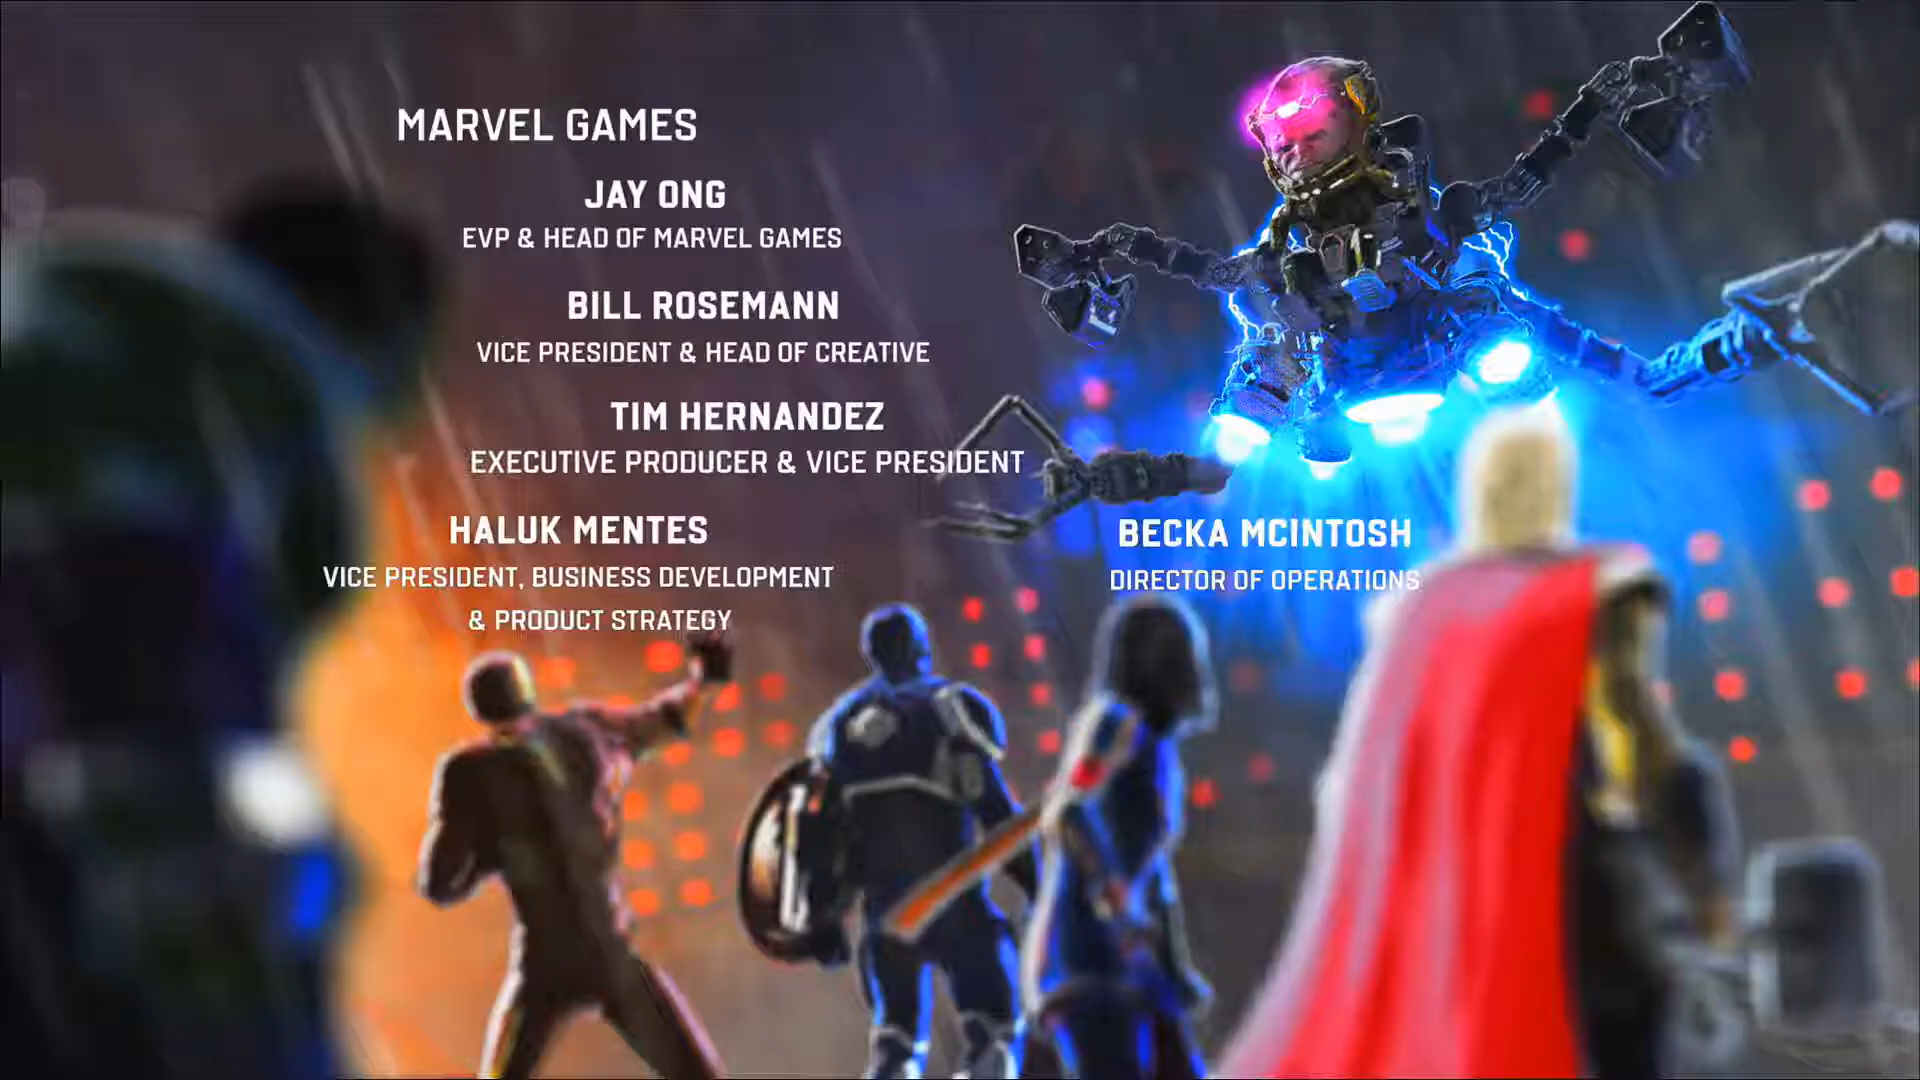 MARVEL GAMES
JAY ONG
EVP & HEAD OF MARVEL GAMES
BILL ROSEMANN
VICE PRESIDENT & HEAD OF CREATIVE
TIM HERNANDEZ
EXECUTIVE PRODUCER & VICE PRESIDENT
HALUK MENTES
VICE PRESIDENT, BUSINESS DEVELOPMENT
& PRODUCT STRATEGY
BECKA MCINTOSH
DIRECTOR OF OPERATIONS